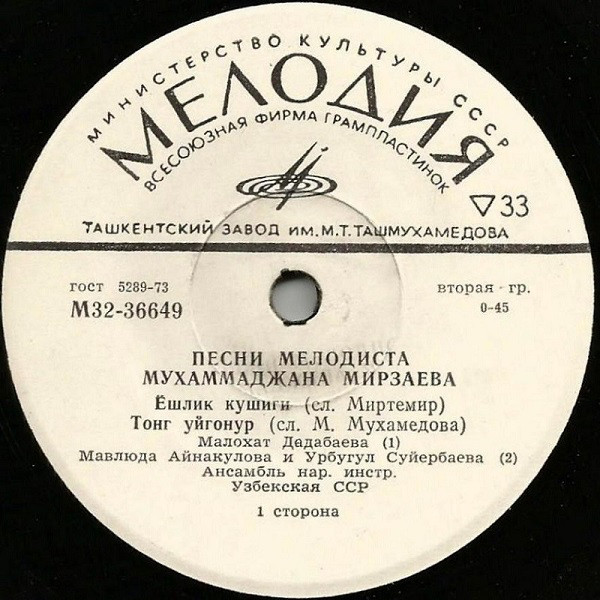 МИНИСТЕРСТВО КУЛЬТУРЫ СССР
МЕЛОДИЯ
ВСЕСОЮЗНАЯ ФИРМА ГРАМПЛАСТИНОК
▽33
ТАШКЕНТСКИЙ ЗАВОД ИМ. М.Т. ТАШМУХАМЕДОВА
гост 5289-73
вторая - гр.
М32-36649
0-45
ПЕСНИ МЕЛОДИСТА
МУХАММАДЖАНА МИРЗАЕВА
Ёшлик кушиги (сл. Миртемир)
Тонг уйгонур (сл. М. Мухамедова)
Малохат Дадабаева (1)
Мавлюда Айнакулова и Урбугул Суйербаева (2)
Ансамбль нар. инстр.
Узбекская ССР
1 сторона